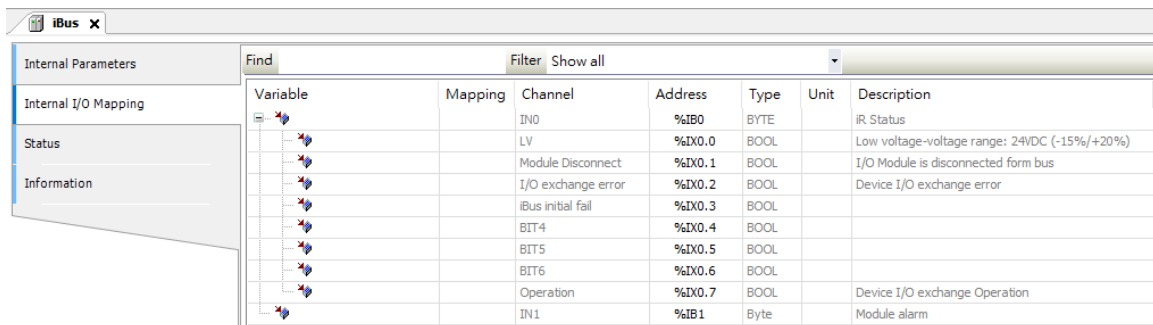 iBus X
Internal Parameters
Internal I/O Mapping
Status
Information
Find Filter Show all
Variable Mapping Channel Address Type Unit Description
IN0 %IB0 BYTE iR Status
LV %IX0.0 BOOL Low voltage-voltage range: 24VDC (-15%/+20%)
Module Disconnect %IX0.1 BOOL I/O Module is disconnected form bus
I/O exchange error %IX0.2 BOOL Device I/O exchange error
iBus initial fail %IX0.3 BOOL
BIT4 %IX0.4 BOOL
BIT5 %IX0.5 BOOL
BIT6 %IX0.6 BOOL
Operation %IX0.7 BOOL Device I/O exchange Operation
IN1 %IB1 Byte Module alarm